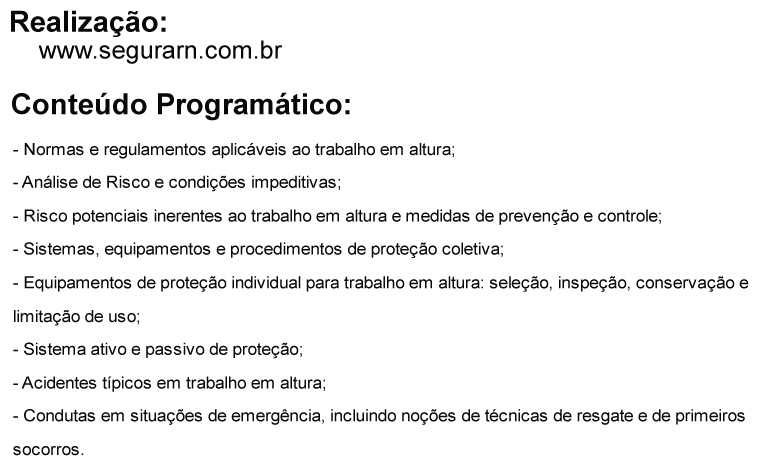 Realização:
www.segurarn.com.br
Conteúdo Programático:
- Normas e regulamentos aplicáveis ao trabalho em altura;
- Análise de Risco e condições impeditivas;
- Risco potenciais inerentes ao trabalho em altura e medidas de prevenção e controle;
- Sistemas, equipamentos e procedimentos de proteção coletiva;
- Equipamentos de proteção individual para trabalho em altura: seleção, inspeção, conservação e
limitação de uso;
- Sistema ativo e passivo de proteção;
- Acidentes típicos em trabalho em altura;
- Condutas em situações de emergência, incluindo noções de técnicas de resgate e de primeiros
socorros.